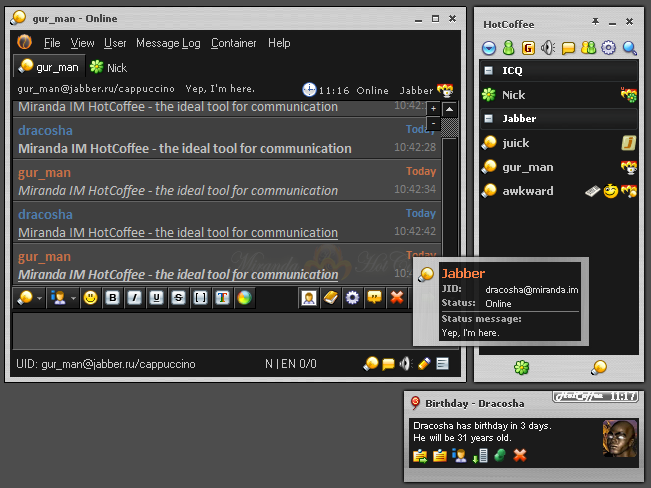 gur_man - Online
File View User Message Log Container Help
gur_man Nick
gur_man@jabber.ru/cappuccino Yep, I'm here. 11:16 Online Jabber
Miranda IM HotCoffee - the ideal tool for communication 10:42:
+
-
dracosha Today
Miranda IM HotCoffee - the ideal tool for communication 10:42:28
gur_man Today
Miranda IM HotCoffee - the ideal tool for communication 10:42:34
dracosha Today
Miranda IM HotCoffee - the ideal tool for communication 10:42:42
gur_man Today
Miranda IM HotCoffee - the ideal tool for communication
B I U S T
UID: gur_man@jabber.ru/cappuccino N | EN 0/0
HotCoffee
ICQ
Nick
Jabber
juick
gur_man
awkward
Jabber
JID: dracosha@miranda.im
Status: Online
Status message:
Yep, I'm here.
Birthday - Dracosha
HotCoffee 11:17
Dracosha has birthday in 3 days.
He will be 31 years old.